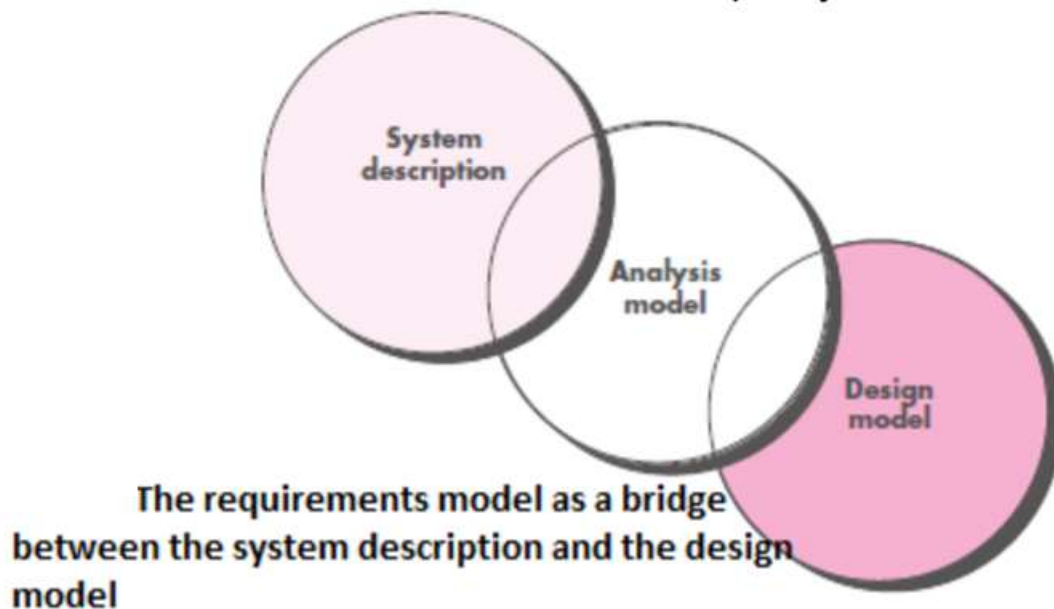 System
description
Analysis
model
Design
model
The requirements model as a bridge
between the system description and the design
model